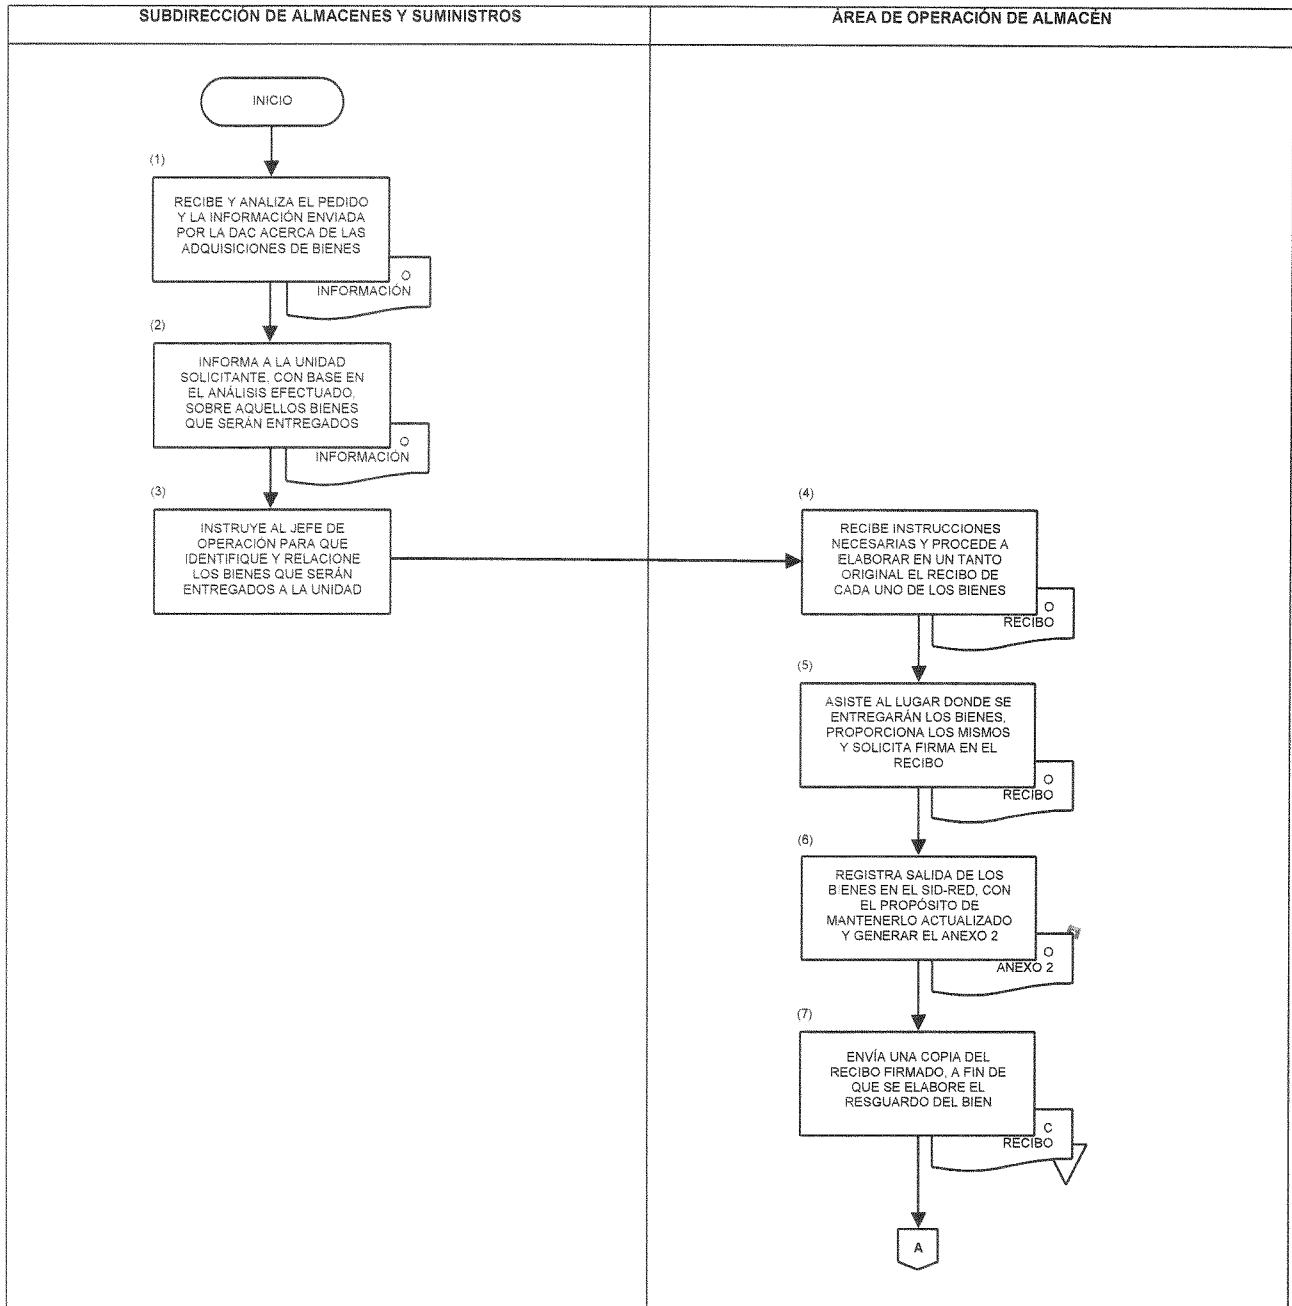 SUBDIRECCIÓN DE ALMACENES Y SUMINISTROS
ÁREA DE OPERACIÓN DE ALMACÉN
INICIO
(1)
RECIBE Y ANALIZA EL PEDIDO
Y LA INFORMACIÓN ENVIADA
POR LA DAC ACERCA DE LAS
ADQUISICIONES DE BIENES
O
INFORMACIÓN
(2)
INFORMA A LA UNIDAD
SOLICITANTE, CON BASE EN
EL ANÁLISIS EFECTUADO,
SOBRE AQUELLOS BIENES
QUE SERÁN ENTREGADOS
O
INFORMACIÓN
(3)
INSTRUYE AL JEFE DE
OPERACIÓN PARA QUE
IDENTIFIQUE Y RELACIONE
LOS BIENES QUE SERÁN
ENTREGADOS A LA UNIDAD
(4)
RECIBE INSTRUCCIONES
NECESARIAS Y PROCEDE A
ELABORAR EN UN TANTO
ORIGINAL EL RECIBO DE
CADA UNO DE LOS BIENES
O
RECIBO
(5)
ASISTE AL LUGAR DONDE SE
ENTREGARÁN LOS BIENES,
PROPORCIONA LOS MISMOS
Y SOLICITA FIRMA EN EL
RECIBO
O
RECIBO
(6)
REGISTRA SALIDA DE LOS
BIENES EN EL SID-RED, CON
EL PROPÓSITO DE
MANTENERLO ACTUALIZADO
Y GENERAR EL ANEXO 2
O
ANEXO 2
(7)
ENVÍA UNA COPIA DEL
RECIBO FIRMADO, A FIN DE
QUE SE ELABORE EL
RESGUARDO DEL BIEN
C
RECIBO
A